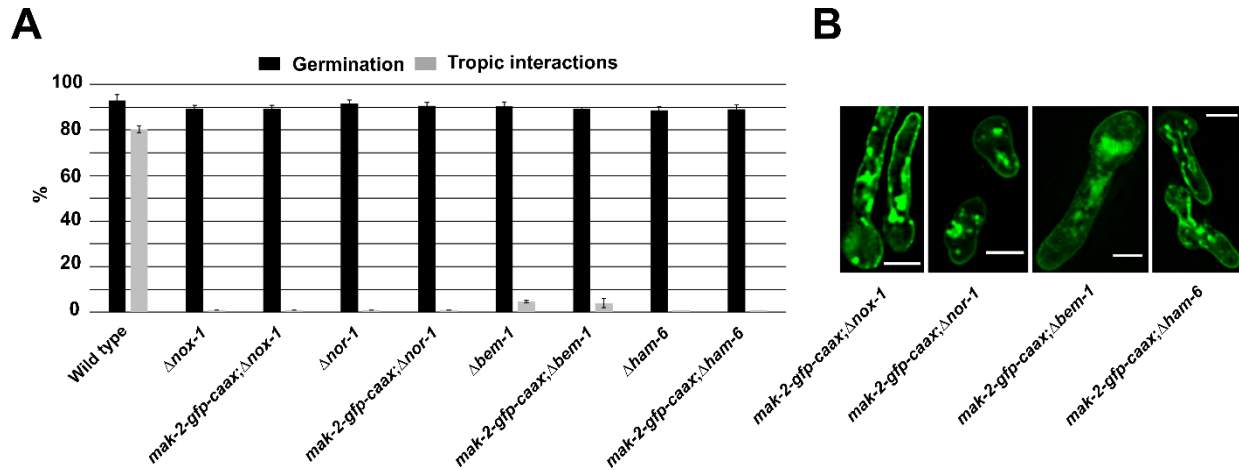 A
B
Germination
Tropic interactions
100
80
60
40
20
0
%
Wild type
Δnox-1
mak-2-gfp-caax;Δnox-1
Δnor-1
mak-2-gfp-caax;Δnor-1
Δbem-1
mak-2-gfp-caax;Δbem-1
Δham-6
mak-2-gfp-caax;Δham-6
mak-2-gfp-caax;Δnox-1
mak-2-gfp-caax;Δnor-1
mak-2-gfp-caax;Δbem-1
mak-2-gfp-caax;Δham-6